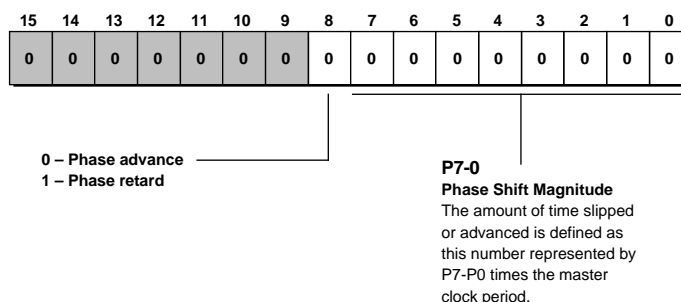 15 14 13 12 11 10 9 8 7 6 5 4 3 2 1 0
0 0 0 0 0 0 0 0 0 0 0 0 0 0 0 0
0 – Phase advance
1 – Phase retard
P7-0
Phase Shift Magnitude
The amount of time slipped
or advanced is defined as
this number represented by
P7-P0 times the master
clock period.